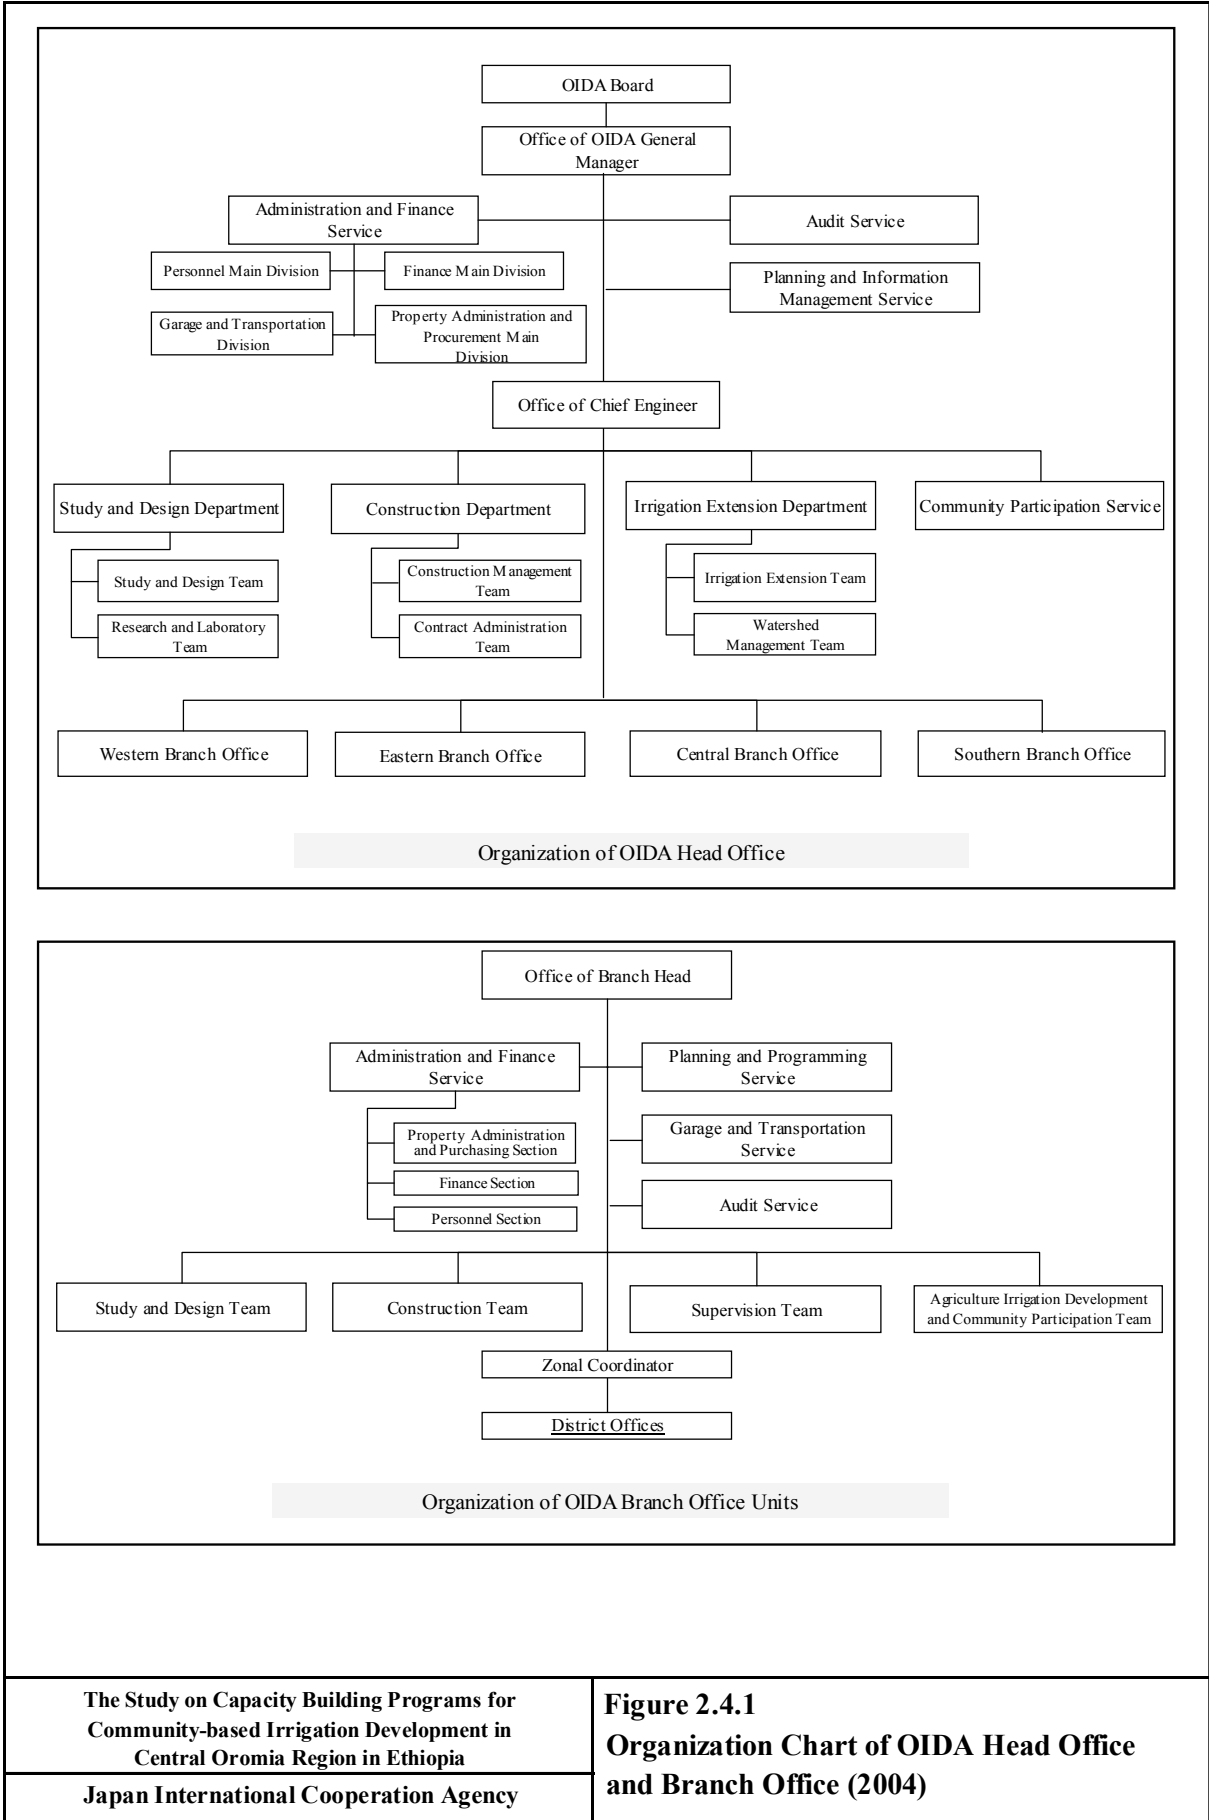 OIDA Board
Office of OIDA General
Manager
Administration and Finance
Service
Audit Service
Personnel Main Division
Finance Main Division
Planning and Information
Management Service
Garage and Transportation
Division
Property Administration and
Procurement Main
Division
Office of Chief Engineer
Study and Design Department
Construction Department
Irrigation Extension Department
Community Participation Service
Study and Design Team
Construction Management
Team
Irrigation Extension Team
Research and Laboratory
Team
Contract Administration
Team
Watershed
Management Team
Western Branch Office
Eastern Branch Office
Central Branch Office
Southern Branch Office
Organization of OIDA Head Office
Office of Branch Head
Administration and Finance
Service
Planning and Programming
Service
Property Administration
and Purchasing Section
Garage and Transportation
Service
Finance Section
Personnel Section
Audit Service
Study and Design Team
Construction Team
Supervision Team
Agriculture Irrigation Development
and Community Participation Team
Zonal Coordinator
District Offices
Organization of OIDA Branch Office Units
The Study on Capacity Building Programs for
Community-based Irrigation Development in
Central Oromia Region in Ethiopia
Japan International Cooperation Agency
Figure 2.4.1
Organization Chart of OIDA Head Office
and Branch Office (2004)